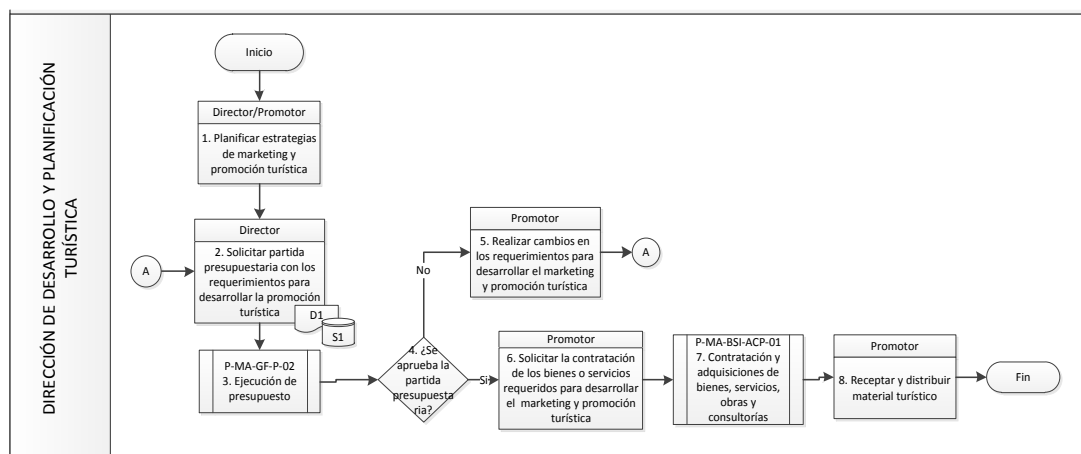 DIRECCIÓN DE DESARROLLO Y PLANIFICACIÓN
TURÍSTICA
Inicio
Director/Promotor
1. Planificar estrategias
de marketing y
promoción turística
Director
2. Solicitar partida
presupuestaria con los
requerimientos para
desarrollar la promoción
turística
A
D1
S1
P-MA-GF-P-02
3. Ejecución de
presupuesto
4. ¿Se
aprueba la
partida
presupuesta
ria?
No
Promotor
5. Realizar cambios en
los requerimientos para
desarrollar el marketing
y promoción turística
A
Si
Promotor
6. Solicitar la contratación
de los bienes o servicios
requeridos para desarrollar
el marketing y promoción
turística
P-MA-BSI-ACP-01
7. Contratación y
adquisiciones de
bienes, servicios,
obras y
consultorías
Promotor
8. Receptar y distribuir
material turístico
Fin